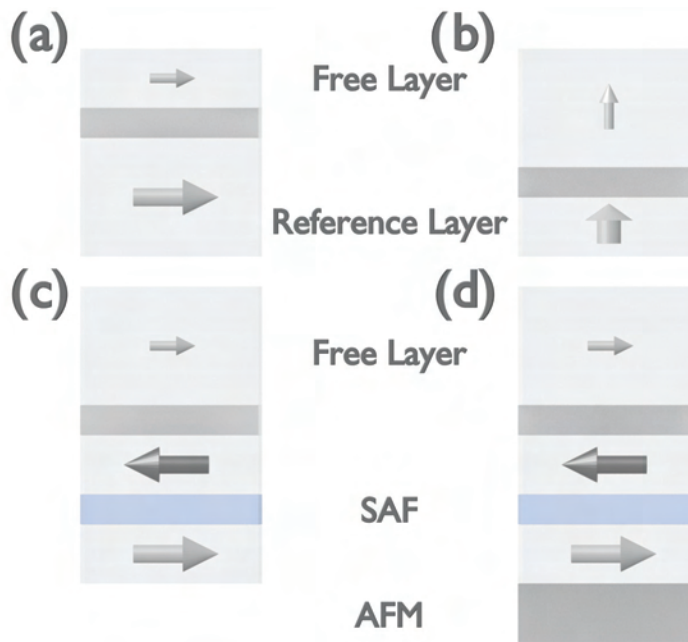 (a)
(b)
Free Layer
Reference Layer
(c)
(d)
Free Layer
SAF
AFM